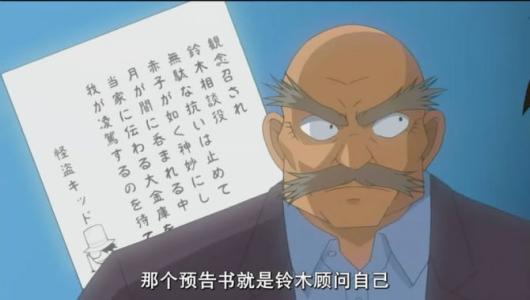 観念召され
鈴木相談役
無駄な抗いは止めて
赤子が如く神妙にし
月が闇に呑まれる中
当家に伝わる大金庫を
我が凌駕するのを待て
怪盗キッド
那个预告书就是铃木顾问自己